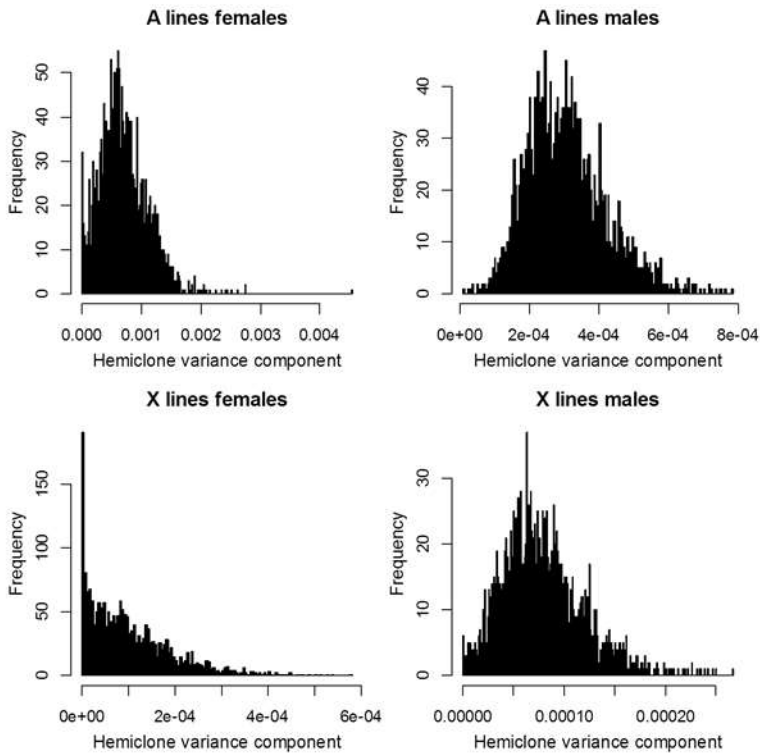 A lines females
Frequency
0
10
20
30
40
50
0.000 0.001 0.002 0.003 0.004
Hemiclone variance component
A lines males
Frequency
0
10
20
30
40
0e+00 2e-04 4e-04 6e-04 8e-04
Hemiclone variance component
X lines females
Frequency
0
50
100
150
0e+00 2e-04 4e-04 6e-04
Hemiclone variance component
X lines males
Frequency
0
10
20
30
0.00000 0.00010 0.00020
Hemiclone variance component